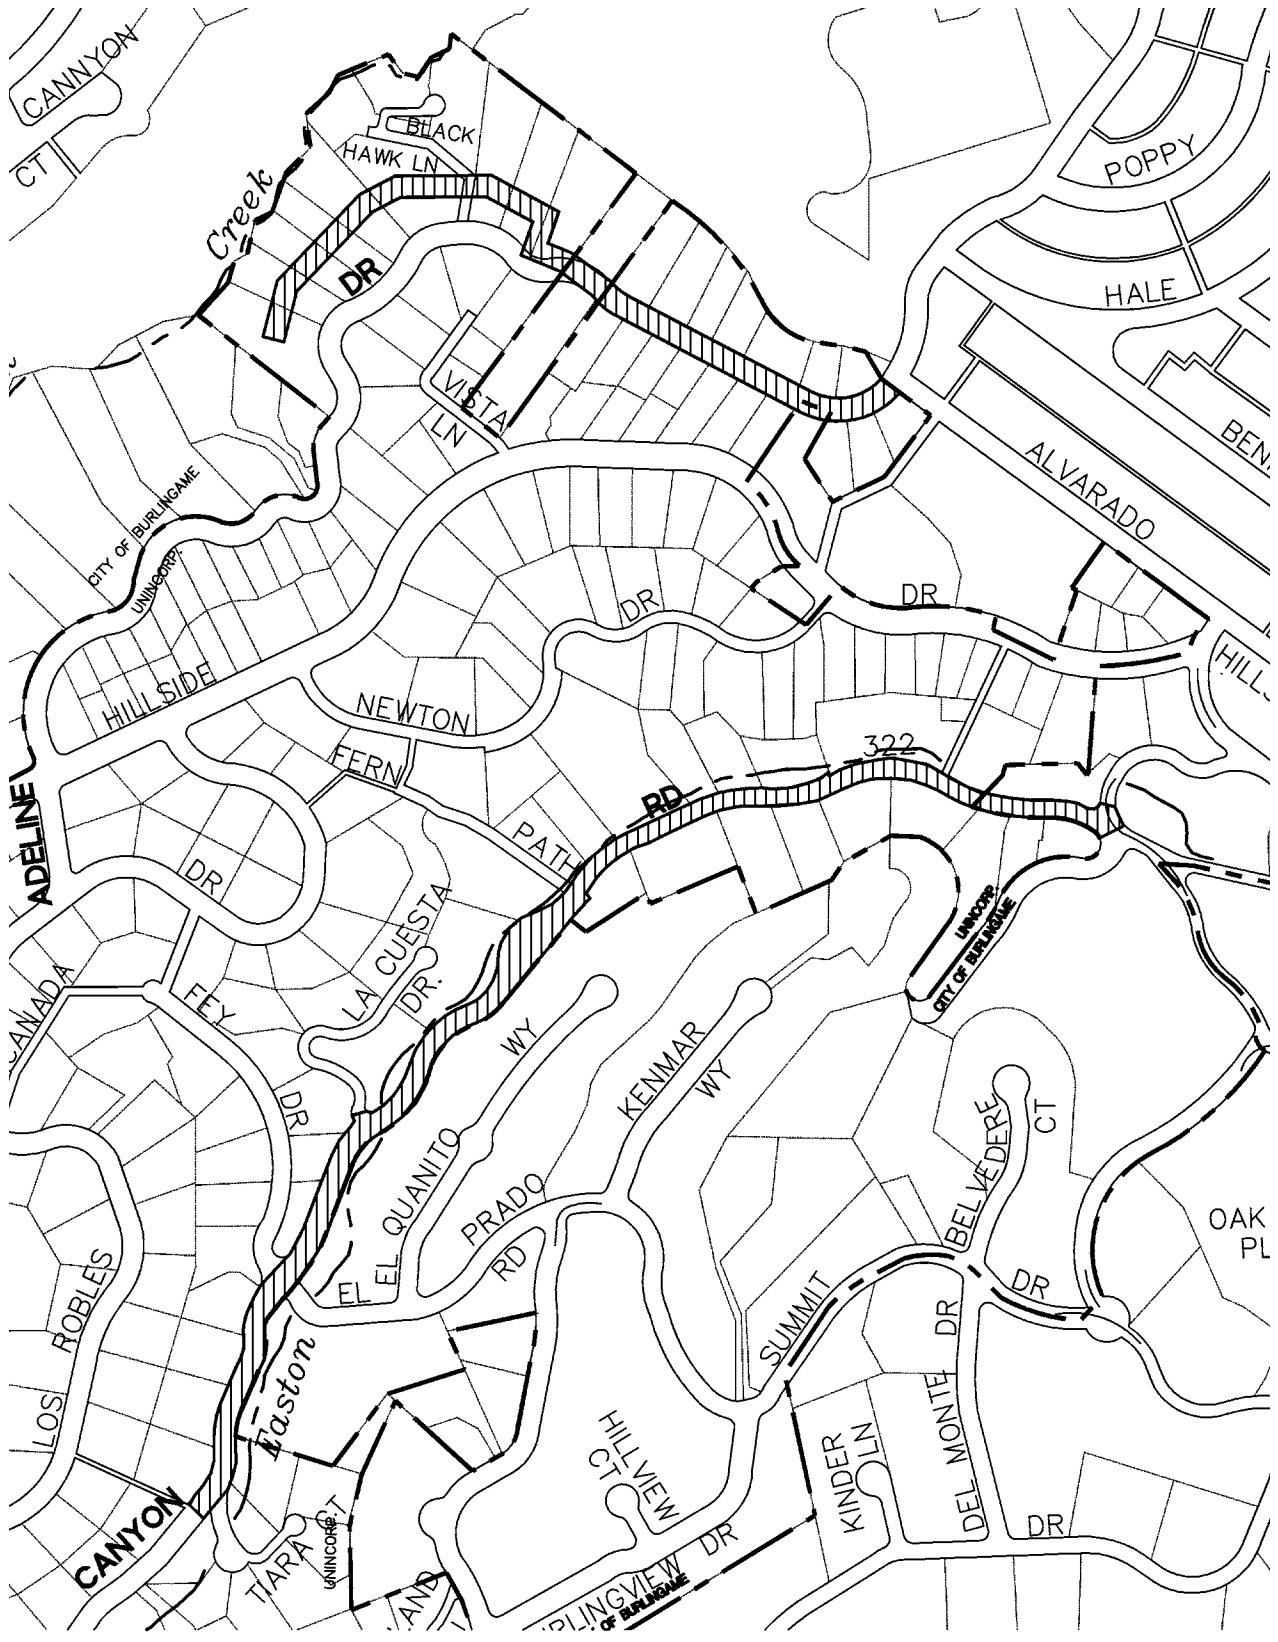 CANNYON
CT
BLACK
HAWK LN
Creek
DR
POPPY
HALE
VISTA
LN
ALVARADO
CITY OF BURLINGAME
UNINCORP.
DR
DR
HILLSIDE
NEWTON
FERN
322
RD
PATH
ADELINE
DR
LA CUESTA
DR.
UNINCORP.
CITY OF BURLINGAME
CANADA
FEY
DR
WY
KENMAR
WY
BELVEDERE
CT
EL QUANITO
PRADO
RD
EL
OAK
PL
LOS
ROBLES
SUMMIT
DR
DR
Easton
DEL MONTE
KINDER
LN
HILLVIEW
CT
DR
DR
CANYON
TIARA CT
UNINCORP.
OF BURLINGAME